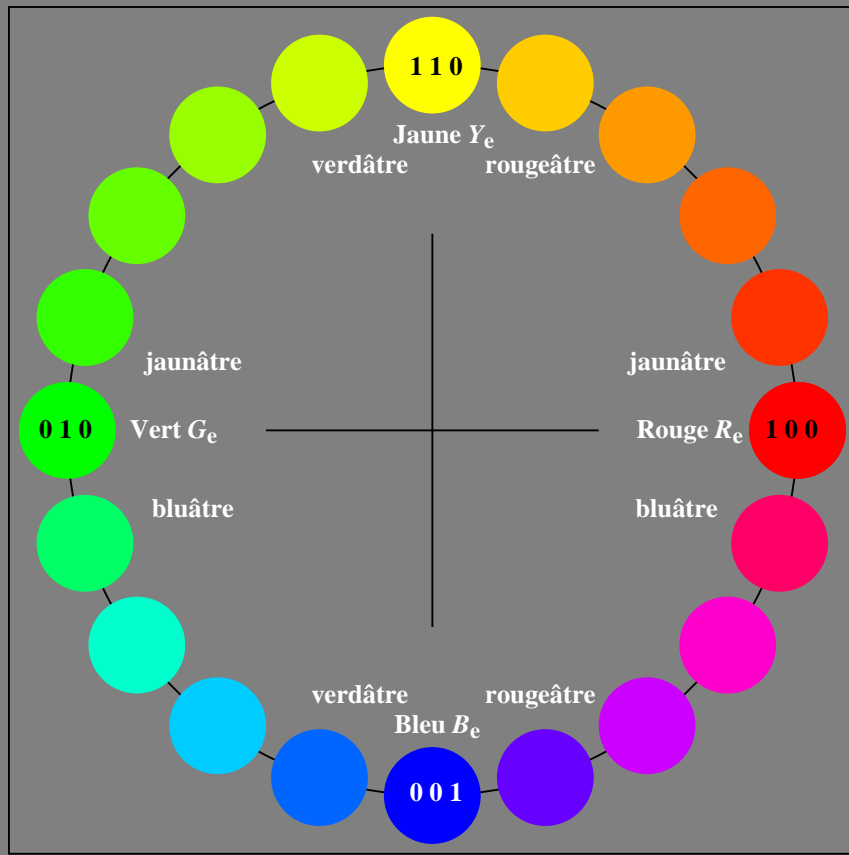 1 1 0
Jaune Yₑ
verdâtre rougeâtre
jaunâtre jaunâtre
0 1 0 Vert Gₑ Rouge Rₑ 1 0 0
bluâtre bluâtre
verdâtre rougeâtre
Bleu Bₑ
0 0 1